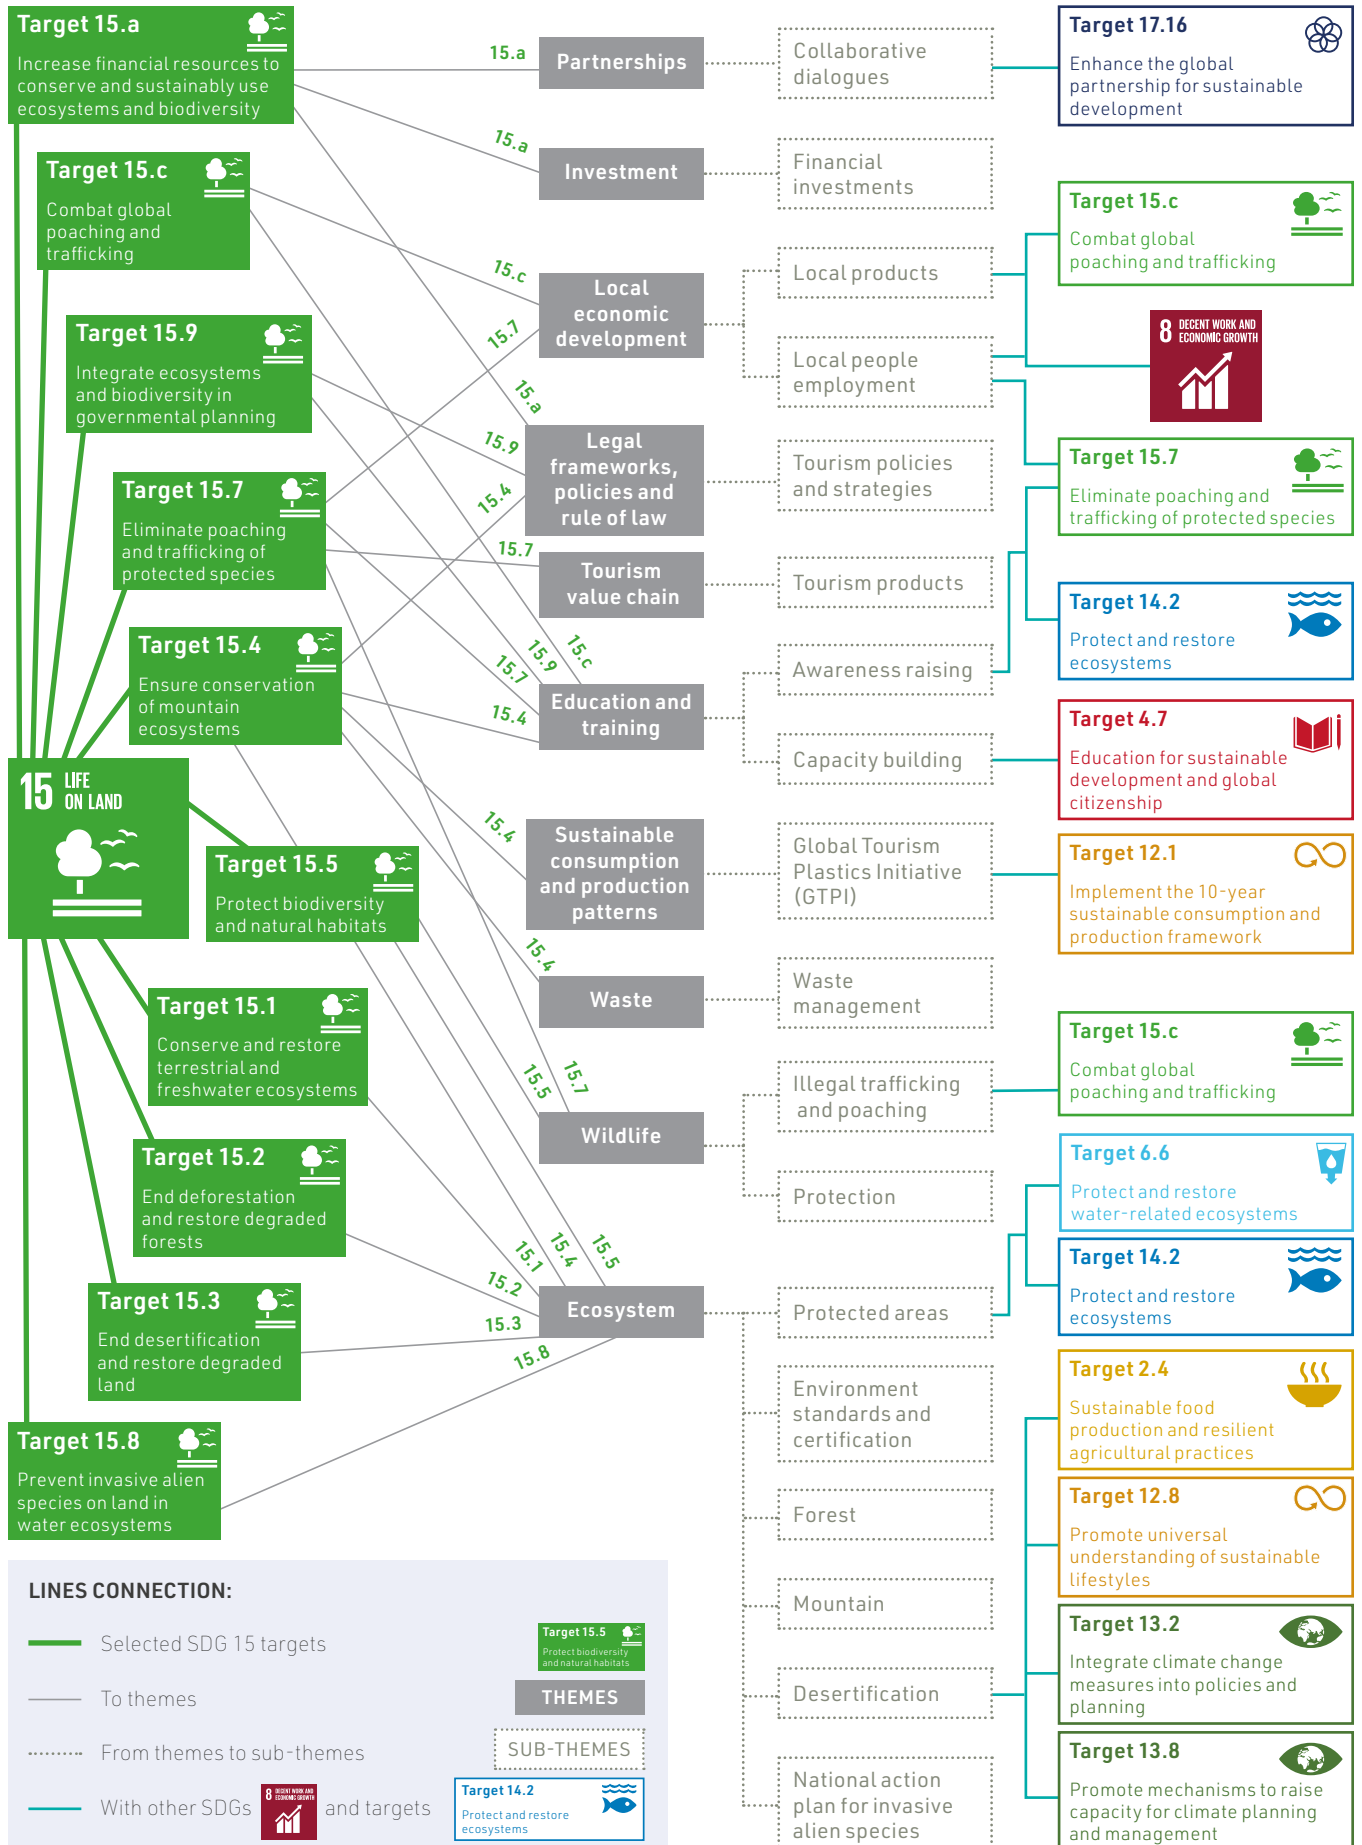 Target 15.a
Increase financial resources to
conserve and sustainably use
ecosystems and biodiversity
Target 15.c
Combat global
poaching and
trafficking
Target 15.9
Integrate ecosystems
and biodiversity in
governmental planning
Target 15.7
Eliminate poaching
and trafficking of
protected species
Target 15.4
Ensure conservation
of mountain
ecosystems
15 LIFE
ON LAND
Target 15.5
Protect biodiversity
and natural habitats
Target 15.1
Conserve and restore
terrestrial and
freshwater ecosystems
Target 15.2
End deforestation
and restore degraded
forests
Target 15.3
End desertification
and restore degraded
land
Target 15.8
Prevent invasive alien
species on land in
water ecosystems
15.a
15.a
15.c
15.7
15.a
15.9
15.4
15.7
15.c
15.9
15.7
15.4
15.4
15.4
15.5
15.7
15.1
15.4
15.5
15.2
15.3
15.8
Partnerships
Investment
Local
economic
development
Legal
frameworks,
policies and
rule of law
Tourism
value chain
Education and
training
Sustainable
consumption
and production
patterns
Waste
Wildlife
Ecosystem
Collaborative
dialogues
Financial
investments
Local products
Local people
employment
Tourism policies
and strategies
Tourism products
Awareness raising
Capacity building
Global Tourism
Plastics Initiative
(GTPI)
Waste
management
Illegal trafficking
and poaching
Protection
Protected areas
Environment
standards and
certification
Forest
Mountain
Desertification
National action
plan for invasive
alien species
Target 17.16
Enhance the global
partnership for sustainable
development
Target 15.c
Combat global
poaching and trafficking
8 DECENT WORK AND
ECONOMIC GROWTH
Target 15.7
Eliminate poaching and
trafficking of protected species
Target 14.2
Protect and restore
ecosystems
Target 4.7
Education for sustainable
development and global
citizenship
Target 12.1
Implement the 10-year
sustainable consumption and
production framework
Target 15.c
Combat global
poaching and trafficking
Target 6.6
Protect and restore
water-related ecosystems
Target 14.2
Protect and restore
ecosystems
Target 2.4
Sustainable food
production and resilient
agricultural practices
Target 12.8
Promote universal
understanding of sustainable
lifestyles
Target 13.2
Integrate climate change
measures into policies and
planning
Target 13.8
Promote mechanisms to raise
capacity for climate planning
and management
LINES CONNECTION:
Selected SDG 15 targets
Target 15.5
Protect biodiversity
and natural habitats
To themes
THEMES
From themes to sub-themes
SUB-THEMES
With other SDGs
8 DECENT WORK AND
ECONOMIC GROWTH
and targets
Target 14.2
Protect and restore
ecosystems